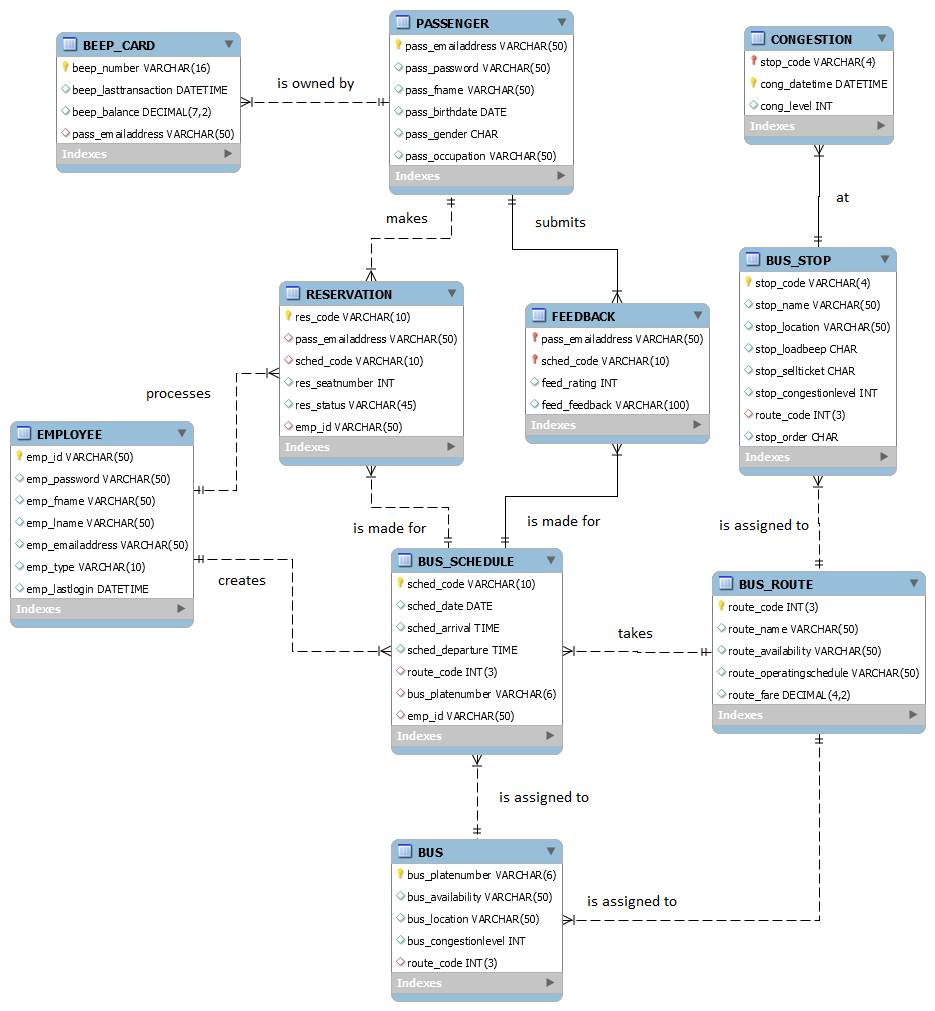 BEEP_CARD
beep_number VARCHAR(16)
beep_lasttransaction DATETIME
beep_balance DECIMAL(7,2)
pass_emailaddress VARCHAR(50)
Indexes
is owned by
PASSENGER
pass_emailaddress VARCHAR(50)
pass_password VARCHAR(50)
pass_fname VARCHAR(50)
pass_birthdate DATE
pass_gender CHAR
pass_occupation VARCHAR(50)
Indexes
CONGESTION
stop_code VARCHAR(4)
cong_datetime DATETIME
cong_level INT
Indexes
makes
submits
at
RESERVATION
res_code VARCHAR(10)
pass_emailaddress VARCHAR(50)
sched_code VARCHAR(10)
res_seatnumber INT
res_status VARCHAR(45)
emp_id VARCHAR(50)
Indexes
FEEDBACK
pass_emailaddress VARCHAR(50)
sched_code VARCHAR(10)
feed_rating INT
feed_feedback VARCHAR(100)
Indexes
BUS_STOP
stop_code VARCHAR(4)
stop_name VARCHAR(50)
stop_location VARCHAR(50)
stop_loadbeep CHAR
stop_sellticket CHAR
stop_congestionlevel INT
route_code INT(3)
stop_order CHAR
Indexes
processes
EMPLOYEE
emp_id VARCHAR(50)
emp_password VARCHAR(50)
emp_fname VARCHAR(50)
emp_lname VARCHAR(50)
emp_emailaddress VARCHAR(50)
emp_type VARCHAR(10)
emp_lastlogin DATETIME
Indexes
is made for
is made for
is assigned to
creates
BUS_SCHEDULE
sched_code VARCHAR(10)
sched_date DATE
sched_arrival TIME
sched_departure TIME
route_code INT(3)
bus_platenumber VARCHAR(6)
emp_id VARCHAR(50)
Indexes
takes
BUS_ROUTE
route_code INT(3)
route_name VARCHAR(50)
route_availability VARCHAR(50)
route_operatingschedule VARCHAR(50)
route_fare DECIMAL(4,2)
Indexes
is assigned to
BUS
bus_platenumber VARCHAR(6)
bus_availability VARCHAR(50)
bus_location VARCHAR(50)
bus_congestionlevel INT
route_code INT(3)
Indexes
is assigned to